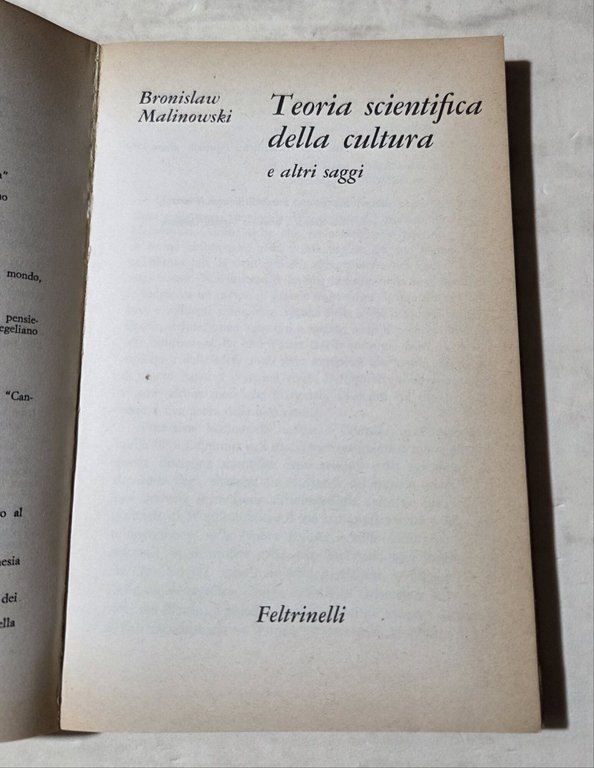 "
mondo,
pensie-
egeliano
"Can-
o al
esia
dei
ella
Bronislaw
Malinowski
Teoria scientifica
della cultura
e altri saggi
Feltrinelli